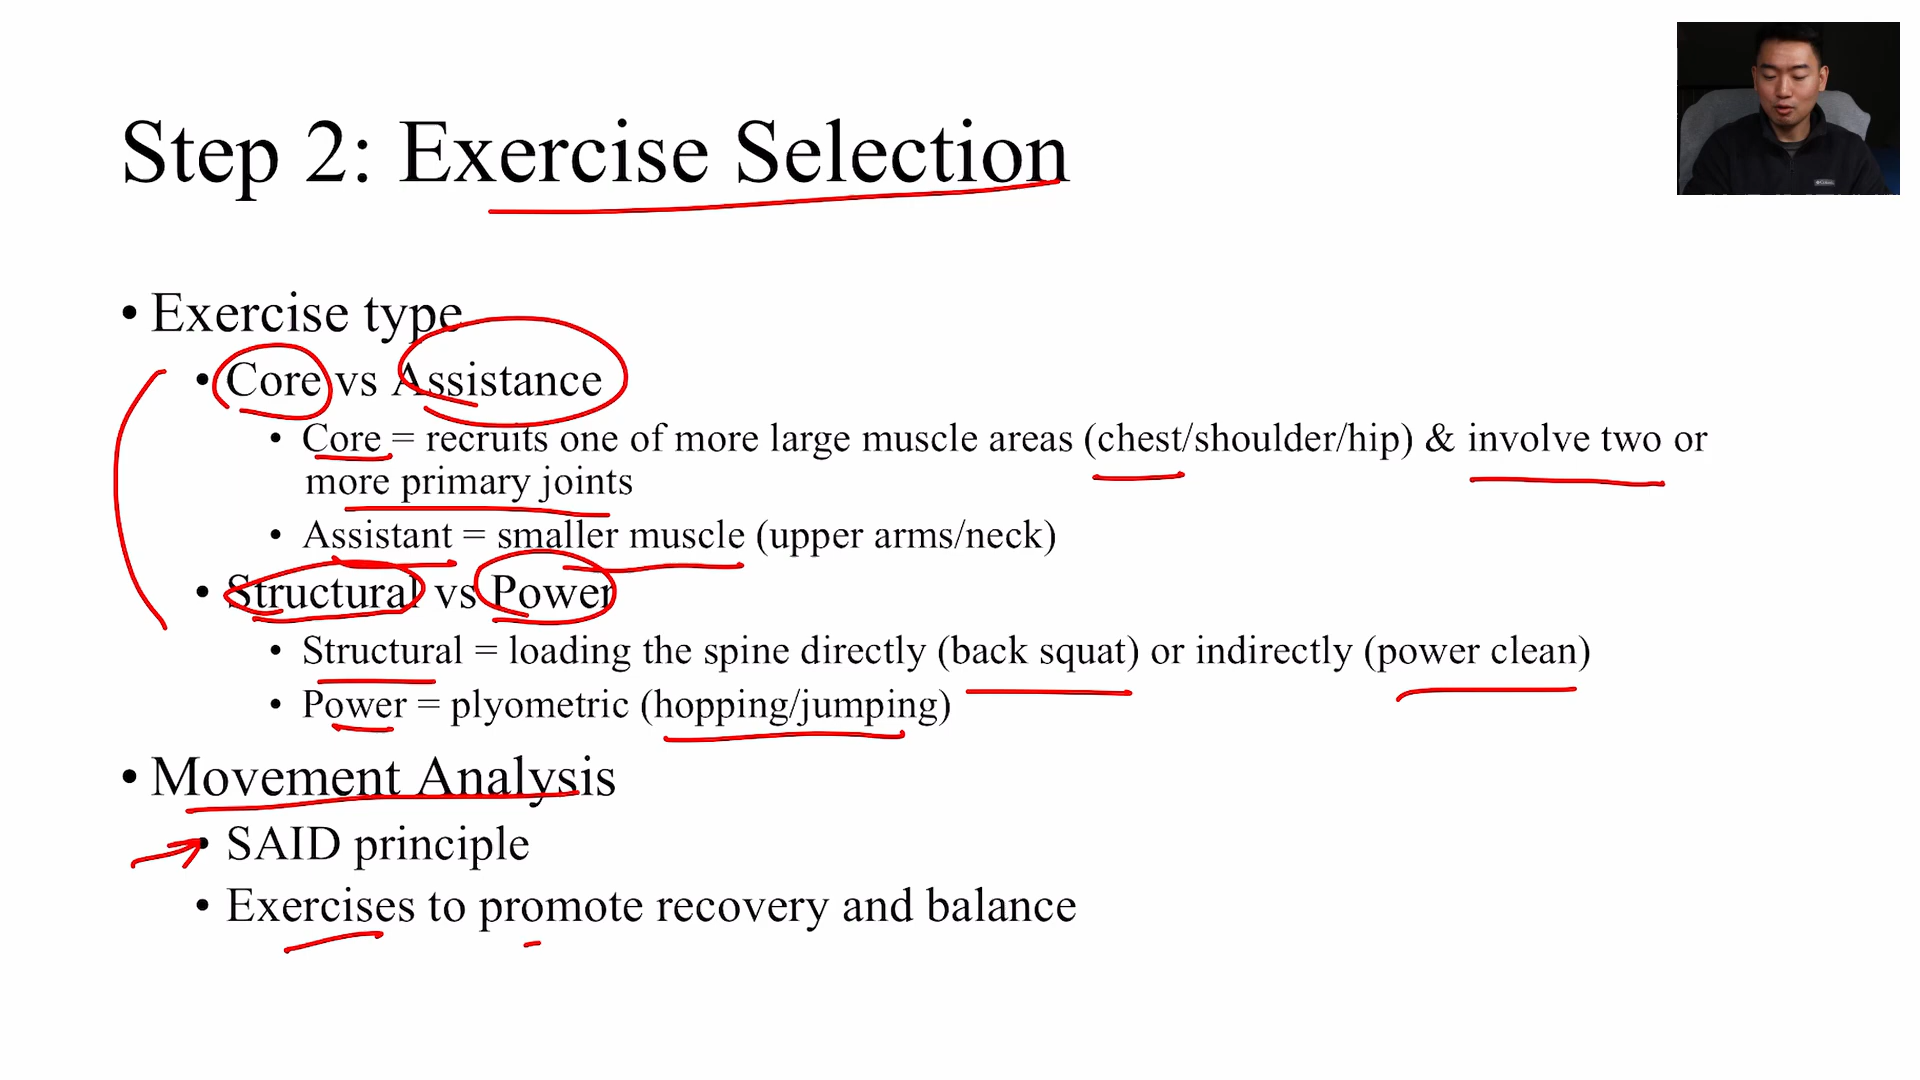 Step 2: Exercise Selection
• Exercise type
• Core vs Assistance
• Core = recruits one of more large muscle areas (chest/shoulder/hip) & involve two or
more primary joints
• Assistant = smaller muscle (upper arms/neck)
• Structural vs Power
• Structural = loading the spine directly (back squat) or indirectly (power clean)
• Power = plyometric (hopping/jumping)
• Movement Analysis
• SAID principle
• Exercises to promote recovery and balance